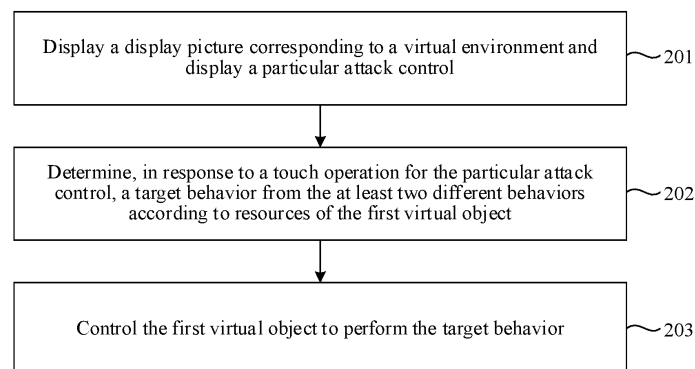 Display a display picture corresponding to a virtual environment and
display a particular attack control
201
Determine, in response to a touch operation for the particular attack
control, a target behavior from the at least two different behaviors
according to resources of the first virtual object
202
Control the first virtual object to perform the target behavior
203